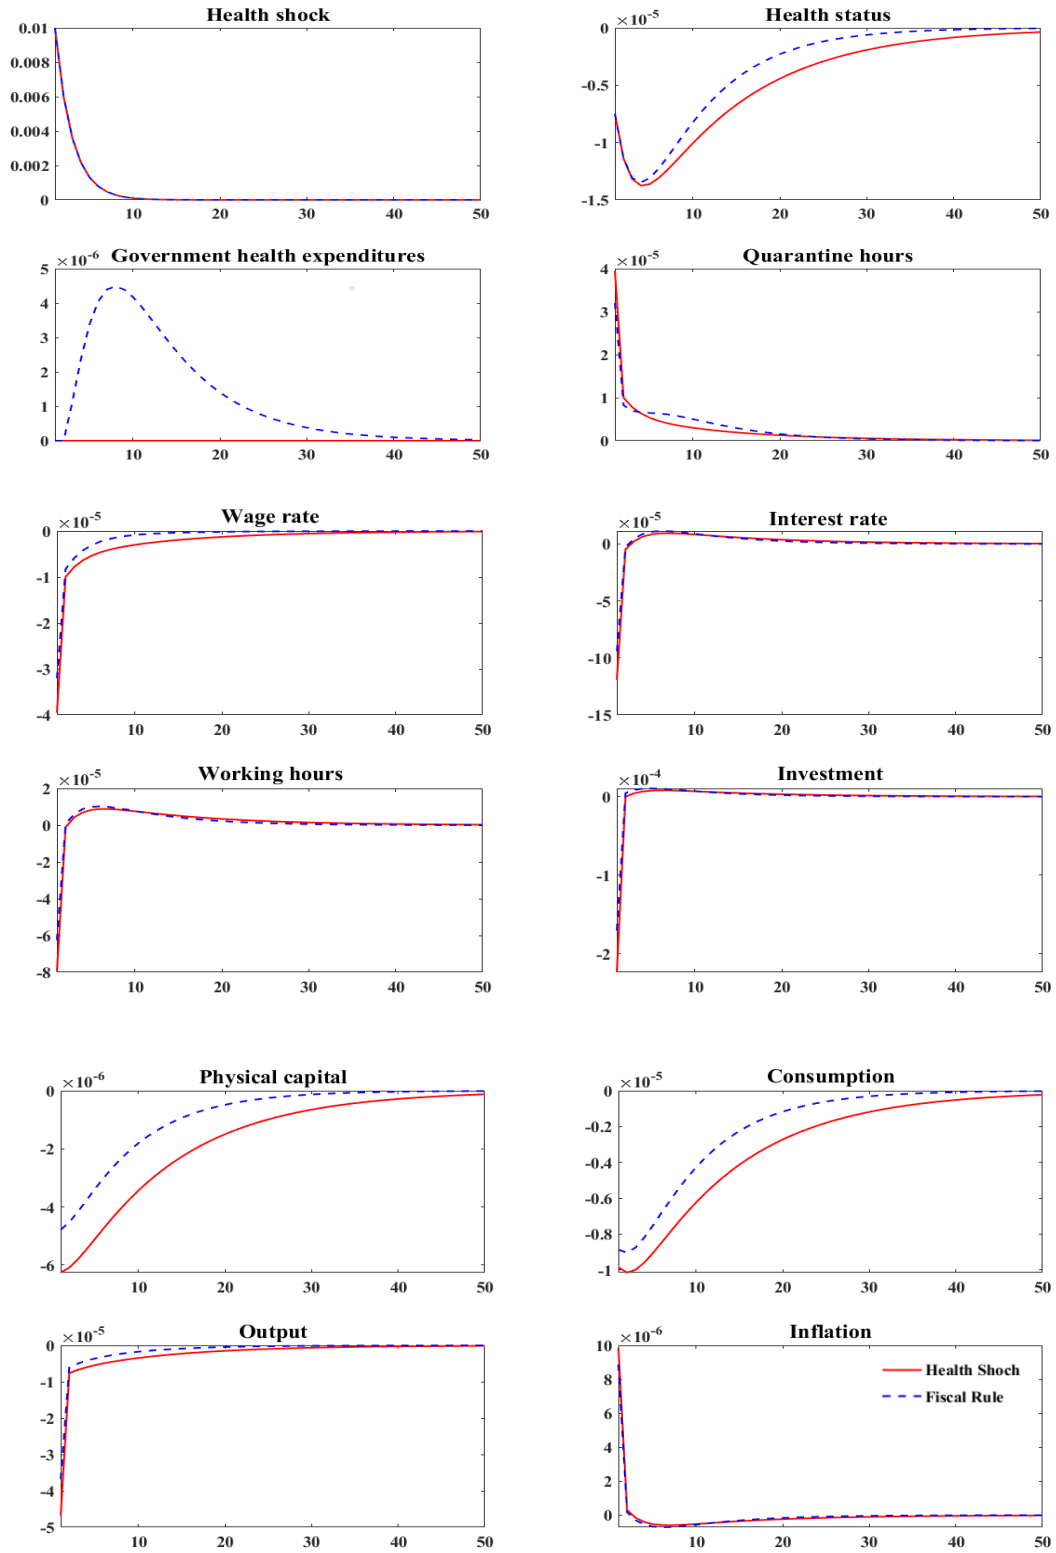 Health shock
0.01
0.008
0.006
0.004
0.002
0
10 20 30 40 50
Health status
×10-5
0
-0.5
-1
-1.5
10 20 30 40 50
Government health expenditures
×10-6
5
4
3
2
1
0
10 20 30 40 50
Quarantine hours
×10-5
4
3
2
1
0
10 20 30 40 50
Wage rate
×10-5
0
-1
-2
-3
-4
10 20 30 40 50
Interest rate
×10-5
0
-5
-10
-15
10 20 30 40 50
Working hours
×10-5
2
0
-2
-4
-6
-8
10 20 30 40 50
Investment
×10-4
0
-1
-2
10 20 30 40 50
Physical capital
×10-6
0
-2
-4
-6
10 20 30 40 50
Consumption
×10-5
0
-0.2
-0.4
-0.6
-0.8
-1
10 20 30 40 50
Output
×10-5
0
-1
-2
-3
-4
-5
10 20 30 40 50
Inflation
×10-6
10
8
6
4
2
0
10 20 30 40 50
Health Shoch
Fiscal Rule